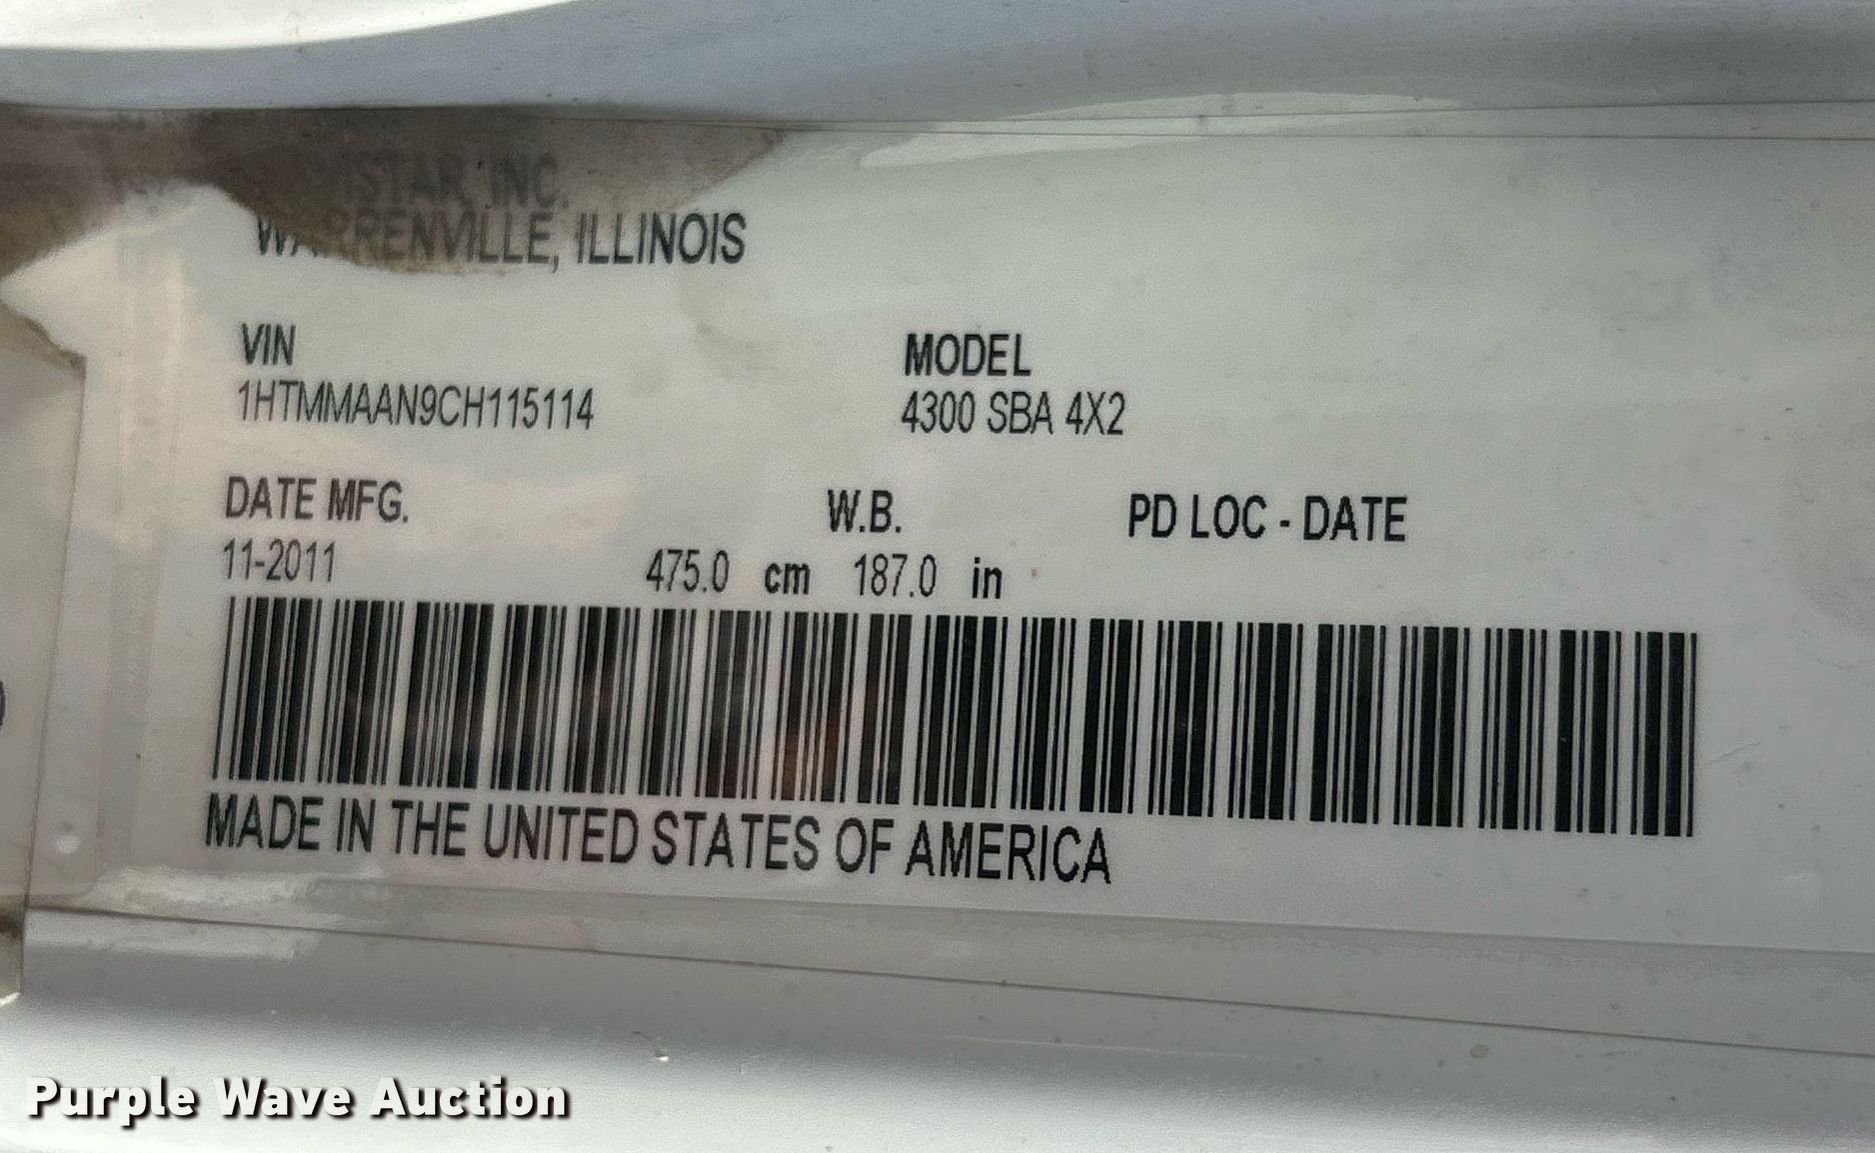 INC.
WARRENVILLE, ILLINOIS
VIN
1HTMMAAN9CH115114
MODEL
4300 SBA 4X2
DATE MFG.
11-2011
W.B.
475.0 cm 187.0 in
PD LOC - DATE
MADE IN THE UNITED STATES OF AMERICA
Purple Wave Auction